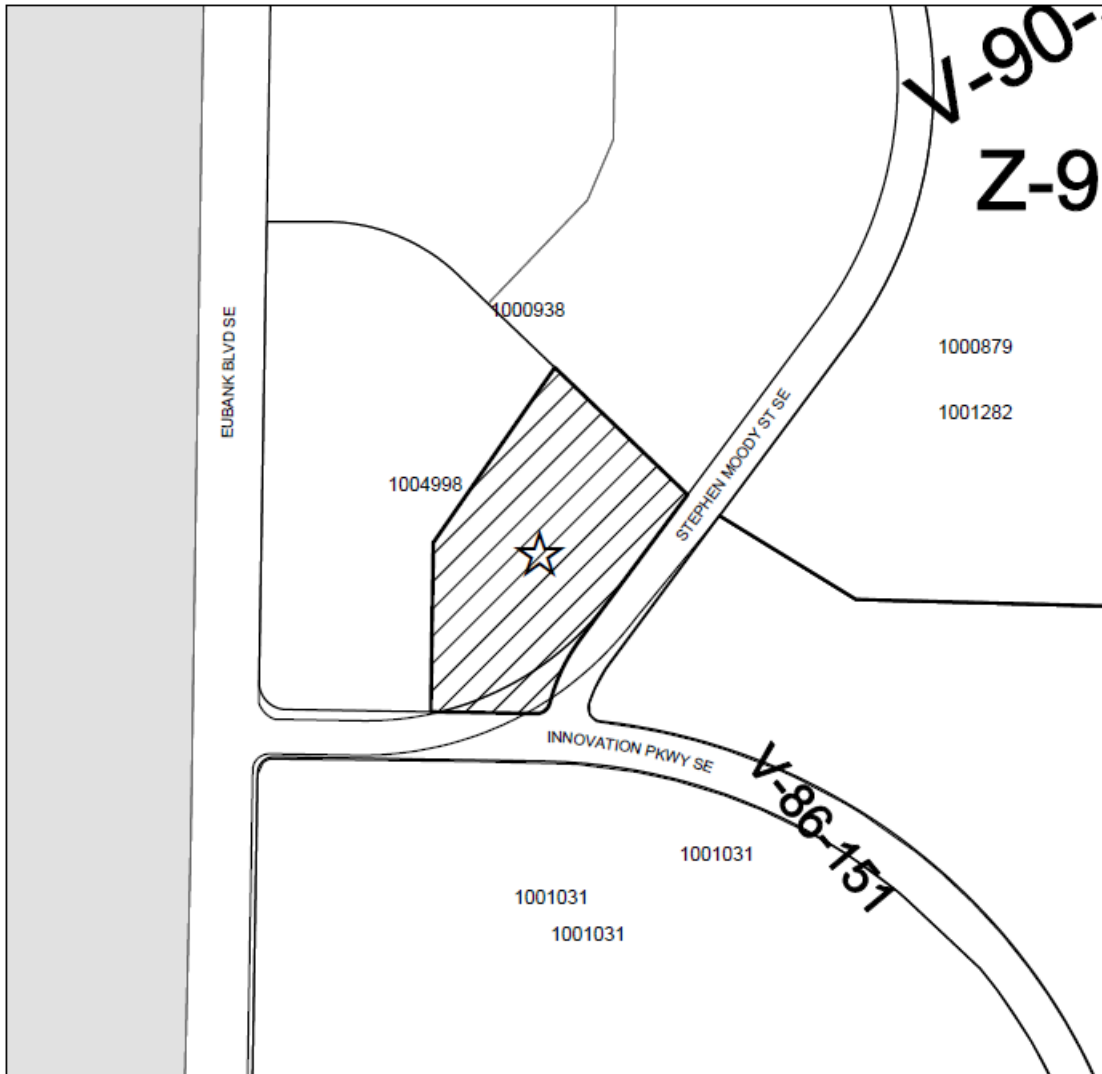 V-90-
Z-9
1000938
EUBANK BLVD SE
1000879
1001282
STEPHEN MOODY ST SE
1004998
INNOVATION PKWY SE
V-86-151
1001031
1001031
1001031